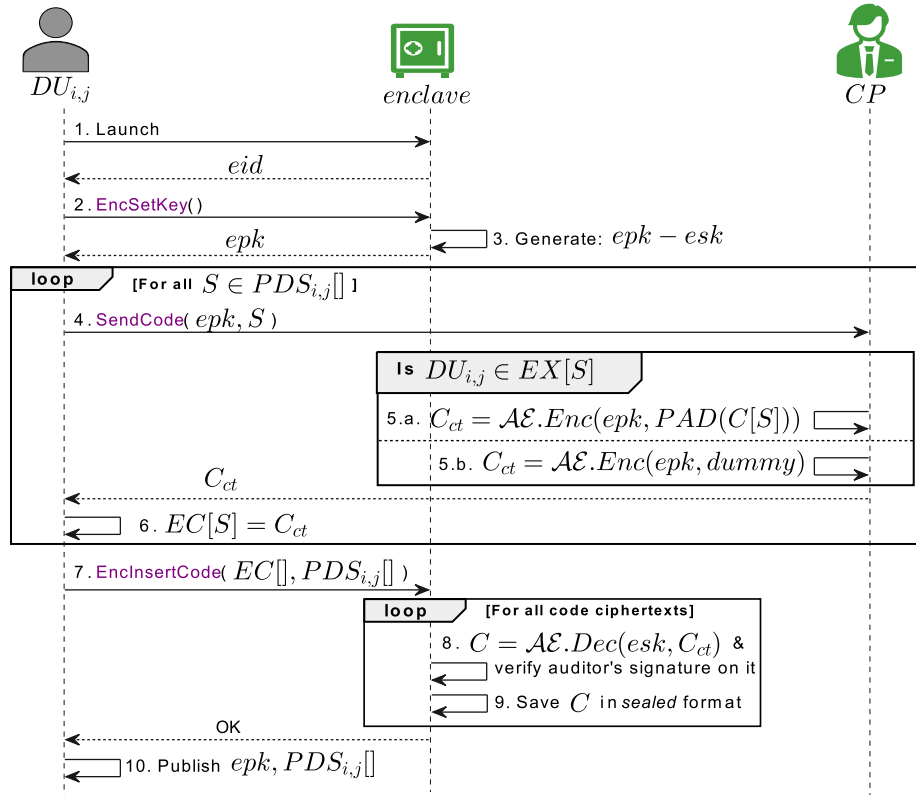 DU_{i,j} enclave CP
1. Launch
eid
2. EncSetKey()
epk
3. Generate: epk − esk
loop [For all S ∈ PDS_{i,j}[] ]
4. SendCode( epk, S )
Is DU_{i,j} ∈ EX[S]
5.a. C_{ct} = 𝒜ℰ.Enc(epk, PAD(C[S]))
5.b. C_{ct} = 𝒜ℰ.Enc(epk, dummy)
C_{ct}
6. EC[S] = C_{ct}
7. EncInsertCode( EC[], PDS_{i,j}[] )
loop [For all code ciphertexts]
8. C = 𝒜ℰ.Dec(esk, C_{ct}) &
verify auditor's signature on it
9. Save C in sealed format
OK
10. Publish epk, PDS_{i,j}[]